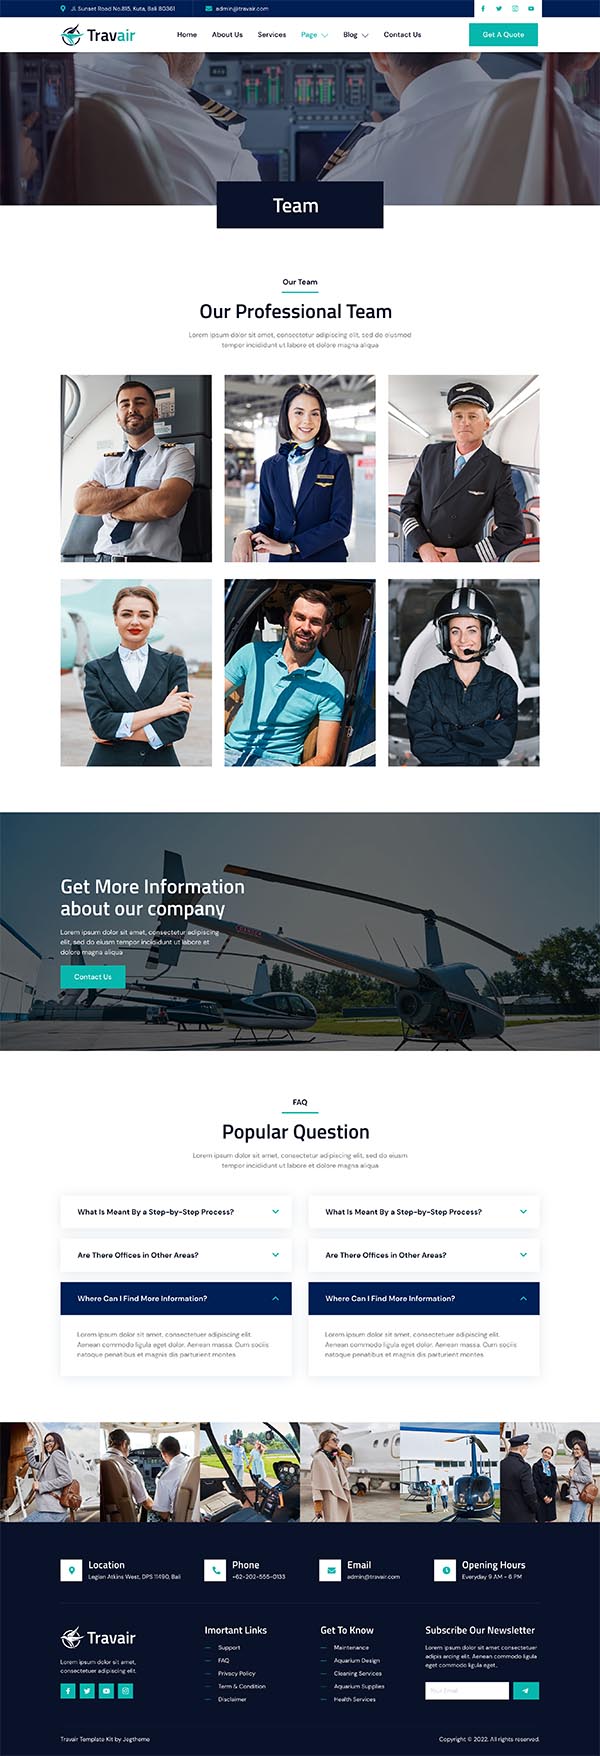 Jl. Sunset Road No.815, Kuta, Bali 80361
admin@travair.com
Travair
Home
About Us
Services
Page
Blog
Contact Us
Get A Quote
Team
Our Team
Our Professional Team
Lorem ipsum dolor sit amet, consectetur adipiscing elit, sed do eiusmod
tempor incididunt ut labore et dolore magna aliqua
Get More Information
about our company
Lorem ipsum dolor sit amet, consectetur adipiscing
elit, sed do eiusm tempor incididunt ut labore et
dolore magna aliqua
Contact Us
FAQ
Popular Question
Lorem ipsum dolor sit amet, consectetur adipiscing elit, sed do eiusm
tempor incididunt ut labore et dolore magna aliqua
What Is Meant By a Step-by-Step Process?
Are There Offices in Other Areas?
Where Can I Find More Information?
Lorem ipsum dolor sit amet, consectetuer adipiscing elit.
Aenean commodo ligula eget dolor. Aenean massa. Cum sociis
natoque penatibus et magnis dis parturient montes
What Is Meant By a Step-by-Step Process?
Are There Offices in Other Areas?
Where Can I Find More Information?
Lorem ipsum dolor sit amet, consectetuer adipiscing elit.
Aenean commodo ligula eget dolor. Aenean massa. Cum sociis
natoque penatibus et magnis dis parturient montes
Location
Legian Atkins West, DPS 11490, Bali
Phone
+62-202-555-0133
Email
admin@travair.com
Opening Hours
Everyday 9 AM - 6 PM
Travair
Lorem ipsum dolor sit amet,
consectetuer adipiscing elit
Imortant Links
Support
FAQ
Privacy Policy
Term & Condition
Disclaimer
Get To Know
Maintenance
Aquarium Design
Cleaning Services
Aquarium Supplies
Health Services
Subscribe Our Newsletter
Lorem ipsum dolor sit amet, consectetuer
adipis arcing elit. Aenean commodo ligula
eget ligula eget..
Your Email
Travair Template Kit by Jegtheme
Copyright © 2022. All rights reserved.